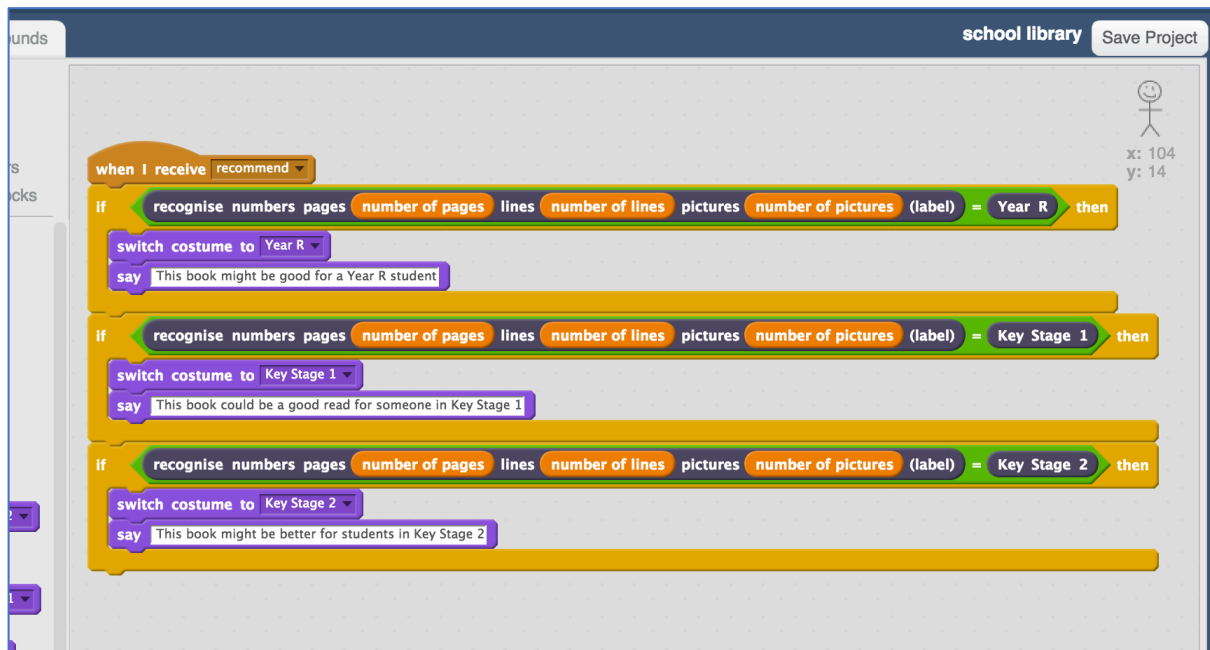 ounds
school library
Save Project
x: 104
y: 14
rs
ocks
when I receive recommend
if recognise numbers pages number of pages lines number of lines pictures number of pictures (label) = Year R then
switch costume to Year R
say This book might be good for a Year R student
if recognise numbers pages number of pages lines number of lines pictures number of pictures (label) = Key Stage 1 then
switch costume to Key Stage 1
say This book could be a good read for someone in Key Stage 1
if recognise numbers pages number of pages lines number of lines pictures number of pictures (label) = Key Stage 2 then
switch costume to Key Stage 2
say This book might be better for students in Key Stage 2